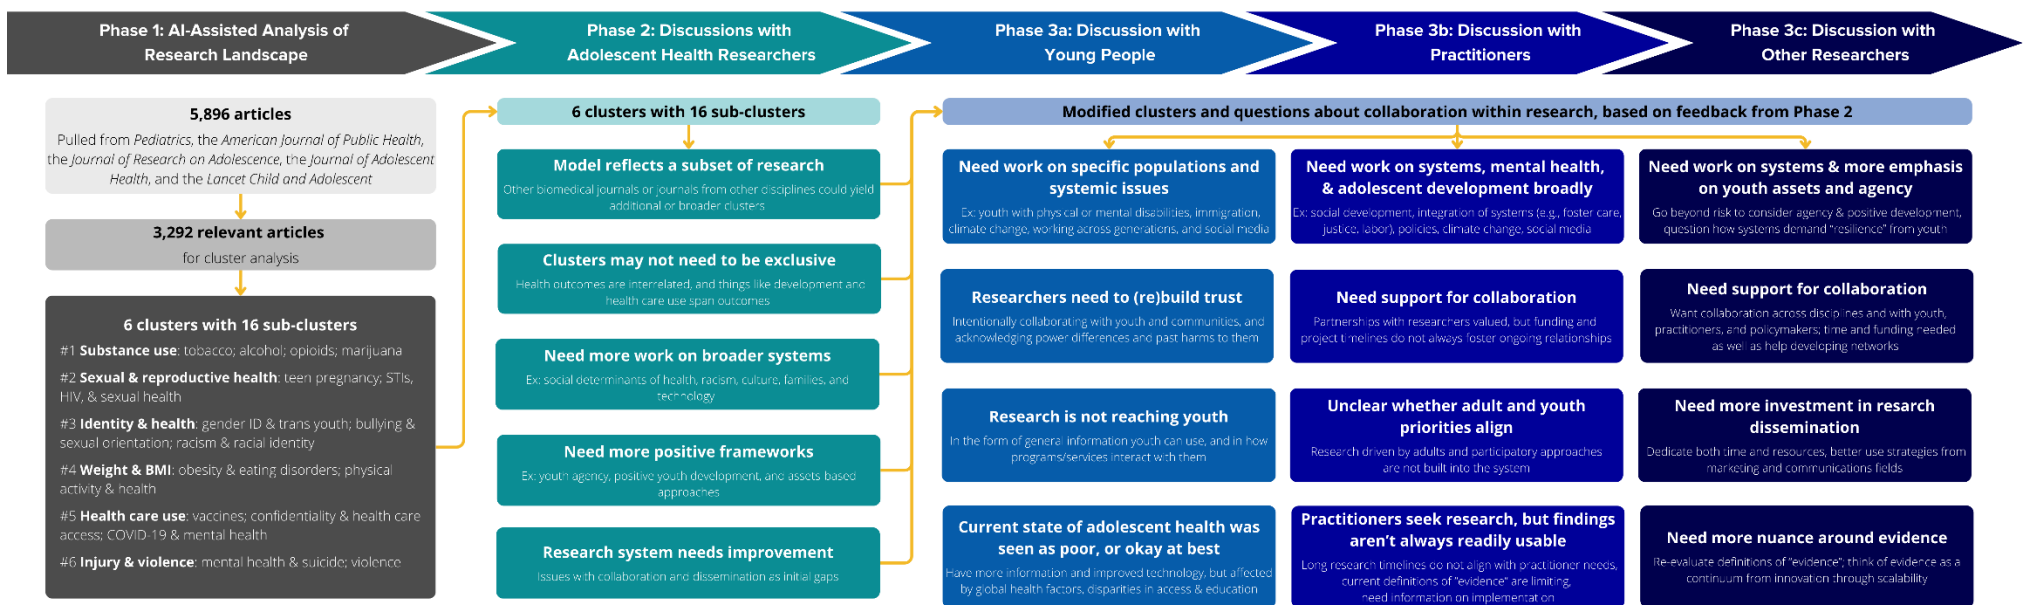 Phase 1: AI-Assisted Analysis of
Research Landscape
Phase 2: Discussions with
Adolescent Health Researchers
Phase 3a: Discussion with
Young People
Phase 3b: Discussion with
Practitioners
Phase 3c: Discussion with
Other Researchers
5,896 articles
Pulled from Pediatrics, the American Journal of Public Health,
the Journal of Research on Adolescence, the Journal of Adolescent
Health, and the Lancet Child and Adolescent
3,292 relevant articles
for cluster analysis
6 clusters with 16 sub-clusters
#1 Substance use: tobacco; alcohol; opioids; marijuana
#2 Sexual & reproductive health: teen pregnancy; STIs,
HIV, & sexual health
#3 Identity & health: gender ID & trans youth; bullying &
sexual orientation; racism & racial identity
#4 Weight & BMI: obesity & eating disorders; physical
activity & health
#5 Health care use: vaccines; confidentiality & health care
access; COVID-19 & mental health
#6 Injury & violence: mental health & suicide; violence
6 clusters with 16 sub-clusters
Model reflects a subset of research
Other biomedical journals or journals from other disciplines could yield
additional or broader clusters
Clusters may not need to be exclusive
Health outcomes are interrelated, and things like development and
health care use span outcomes
Need more work on broader systems
Ex: social determinants of health, racism, culture, families, and
technology
Need more positive frameworks
Ex: youth agency, positive youth development, and assets-based
approaches
Research system needs improvement
Issues with collaboration and dissemination as initial gaps
Modified clusters and questions about collaboration within research, based on feedback from Phase 2
Need work on specific populations and
systemic issues
Ex: youth with physical or mental disabilities, immigration,
climate change, working across generations, and social media
Researchers need to (re)build trust
Intentionally collaborating with youth and communities, and
acknowledging power differences and past harms to them
Research is not reaching youth
In the form of general information youth can use, and in how
programs/services interact with them
Current state of adolescent health was
seen as poor, or okay at best
Have more information and improved technology, but affected
by global health factors, disparities in access & education
Need work on systems, mental health,
& adolescent development broadly
Ex: social development, integration of systems (e.g., foster care,
justice, labor), policies, climate change, social media
Need support for collaboration
Partnerships with researchers valued, but funding and
project timelines do not always foster ongoing relationships
Unclear whether adult and youth
priorities align
Research driven by adults and participatory approaches
are not built into the system
Practitioners seek research, but findings
aren't always readily usable
Long research timelines do not align with practitioner needs,
current definitions of "evidence" are limiting,
need information on implementation
Need work on systems & more emphasis
on youth assets and agency
Go beyond risk to consider agency & positive development,
question how systems demand "resilience" from youth
Need support for collaboration
Want collaboration across disciplines and with youth,
practitioners, and policymakers; time and funding needed
as well as help developing networks
Need more investment in resarch
dissemination
Dedicate both time and resources, better use strategies from
marketing and communications fields
Need more nuance around evidence
Re-evaluate definitions of "evidence"; think of evidence as a
continuum from innovation through scalability